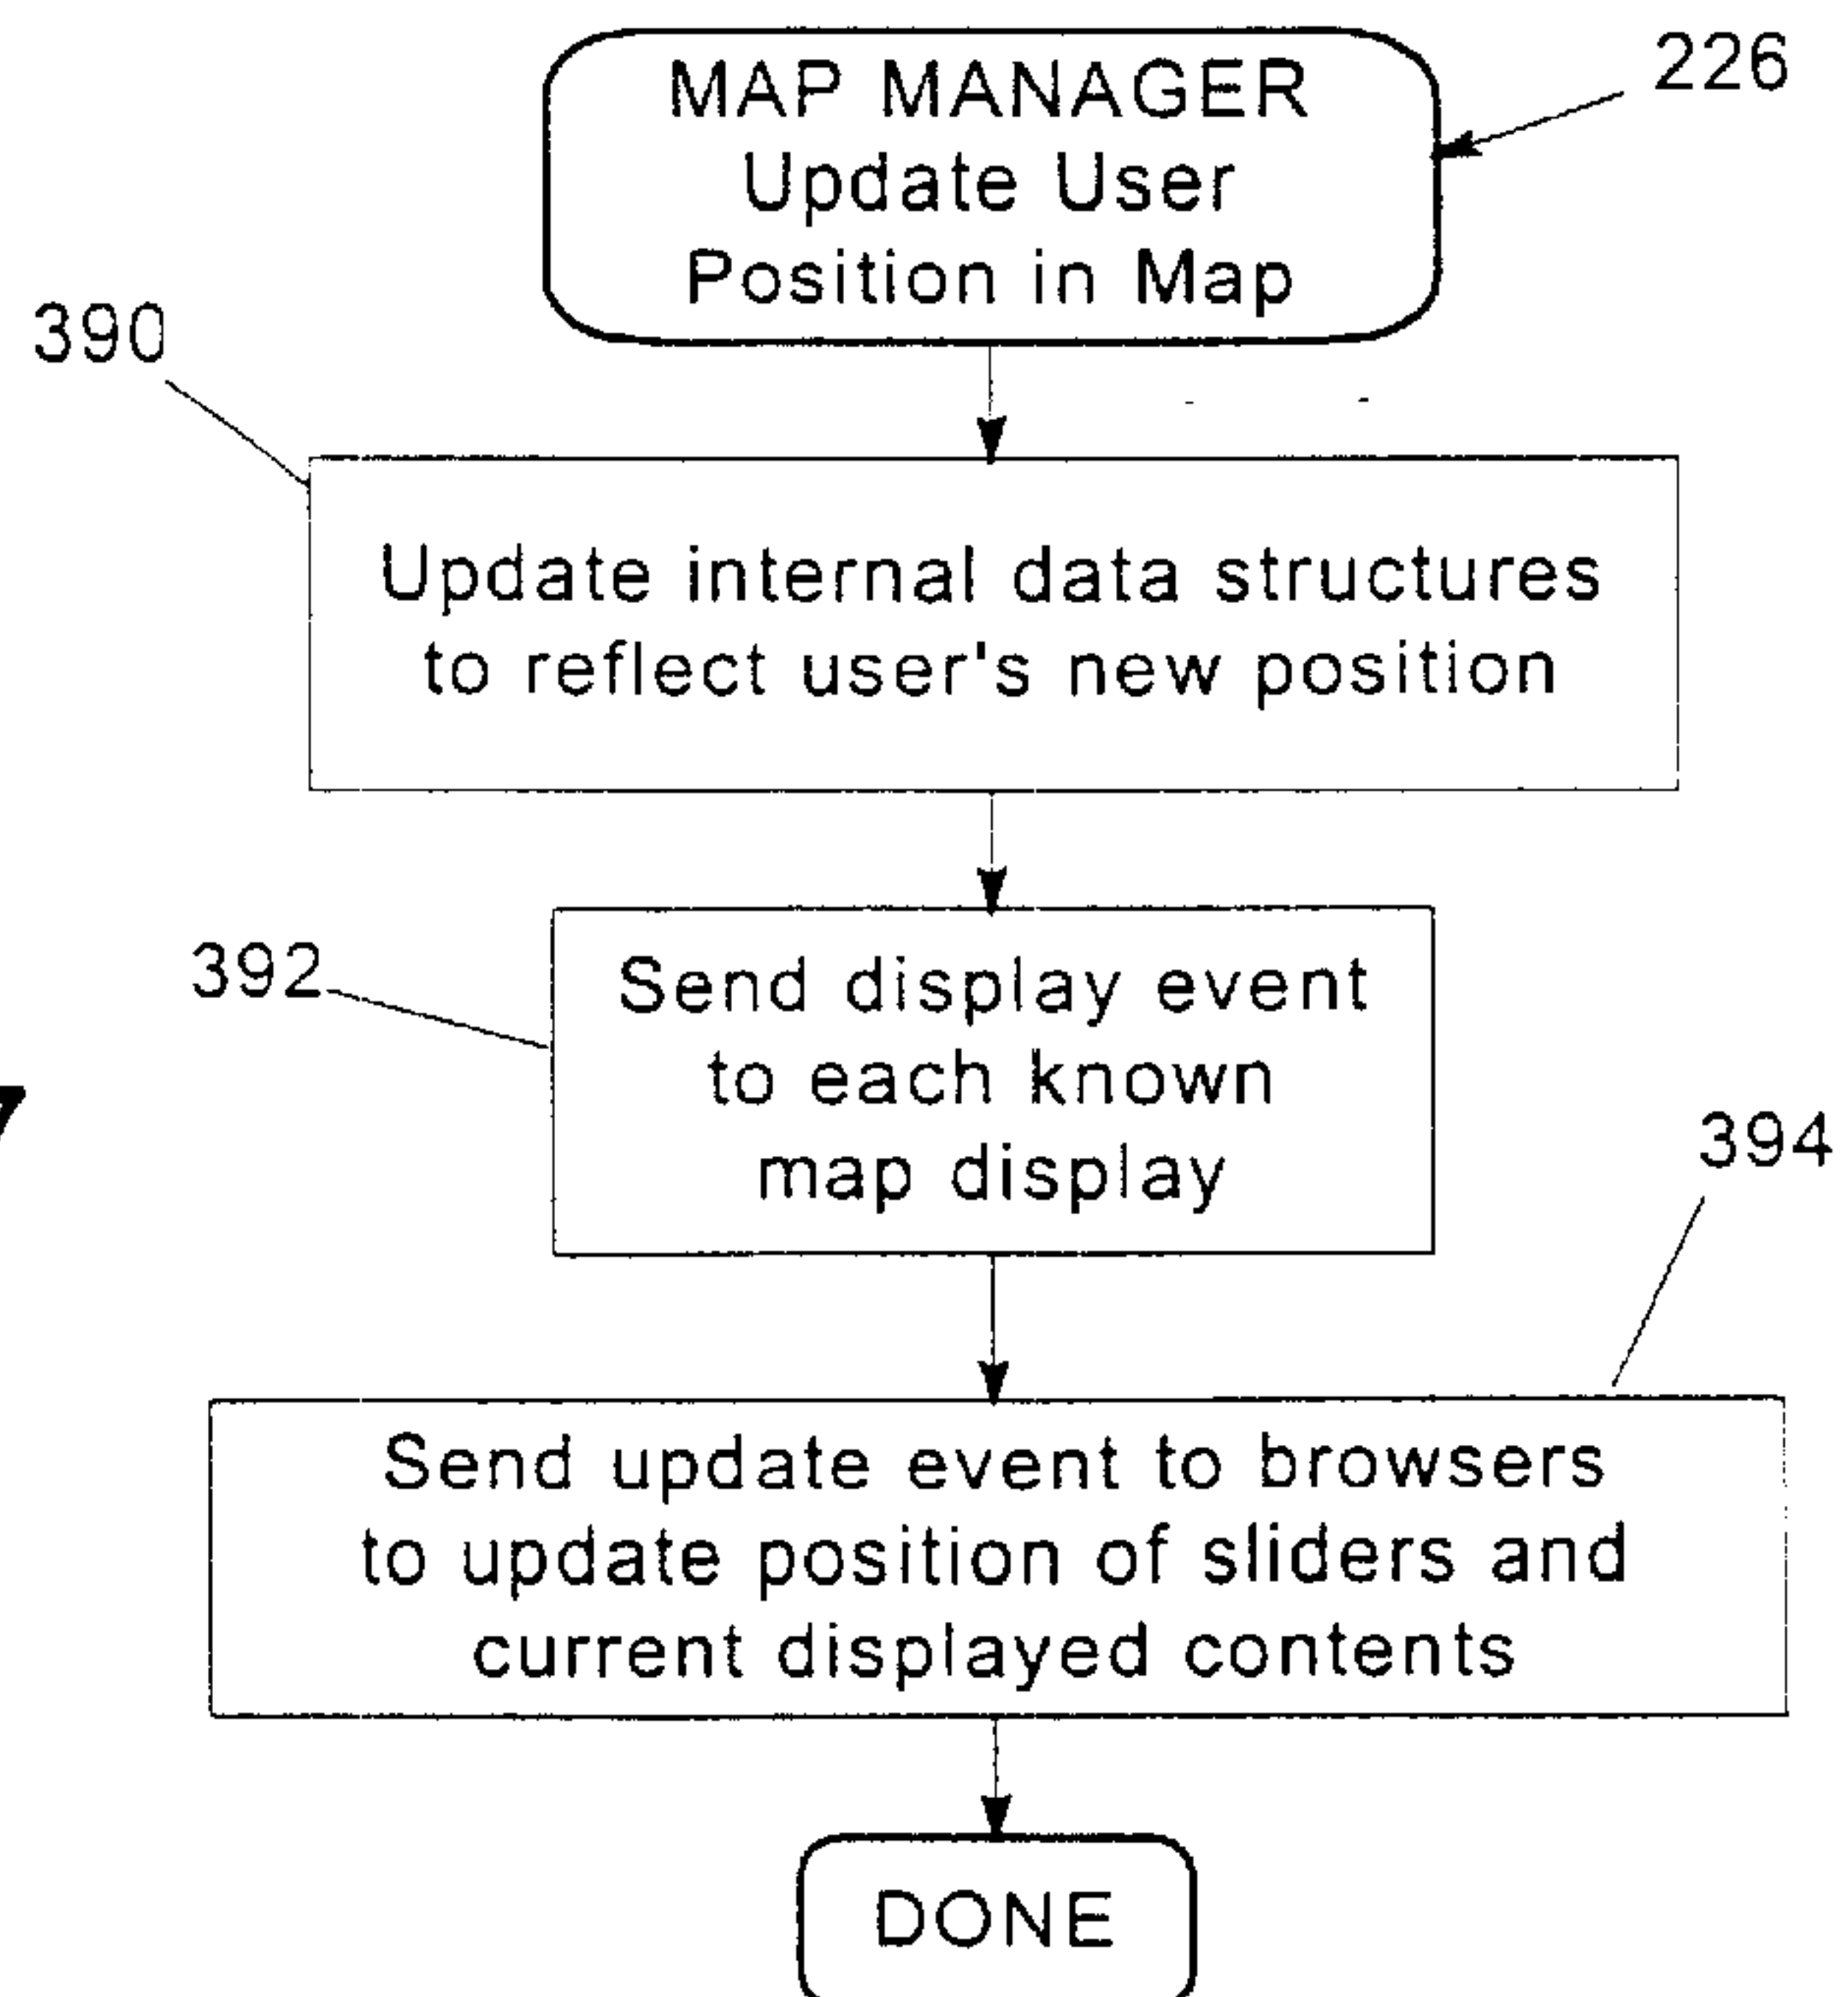 MAP MANAGER
Update User
Position in Map
226
390
Update internal data structures
to reflect user's new position
392
Send display event
to each known
map display
7
394
Send update event to browsers
to update position of sliders and
current displayed contents
DONE